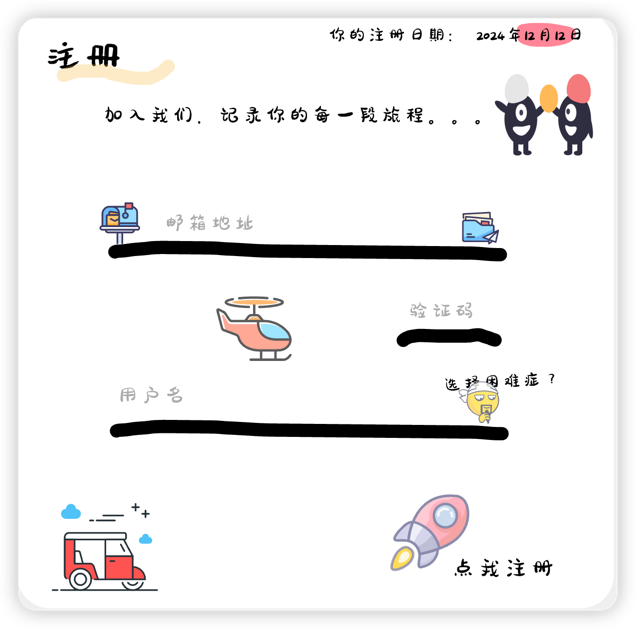 你的注册日期： 2024年12月12日
注册
加入我们，记录你的每一段旅程。。。
邮箱地址
验证码
选择困难症？
用户名
点我注册